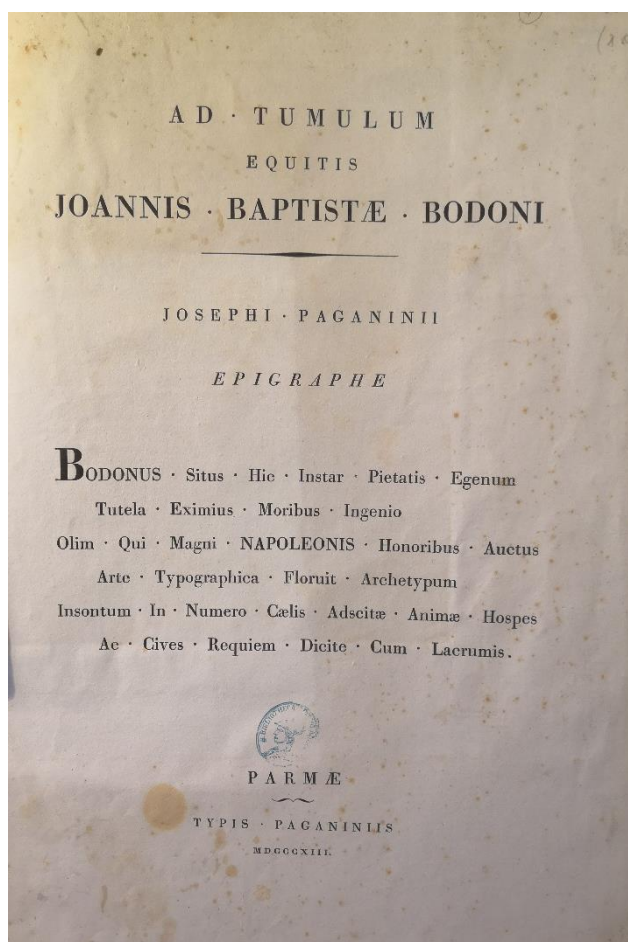 AD · TUMULUM
EQUITIS
JOANNIS · BAPTISTÆ · BODONI
JOSEPHI · PAGANINII
EPIGRAPHE
BODONUS · Situs · Hic · Instar · Pietatis · Egenum
Tutela · Eximius · Moribus · Ingenio
Olim · Qui · Magni · NAPOLEONIS · Honoribus · Auctus
Arte · Typographica · Floruit · Archetypum
Insontum · In · Numero · Cælis · Adscitæ · Animæ · Hospes
Ac · Cives · Requiem · Dicite · Cum · Lacrumis.
PARMÆ
TYPIS · PAGANINIIS
MDCCCXIII.